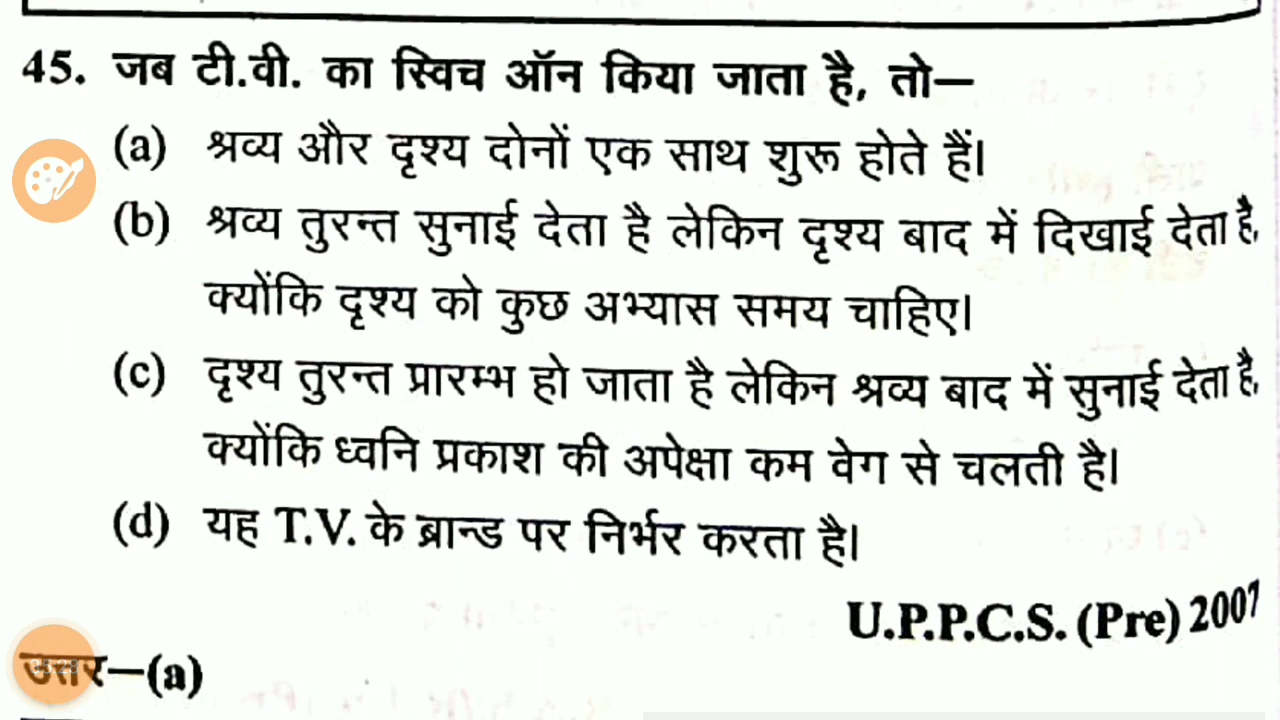 45. जब टी.वी. का स्विच ऑन किया जाता है, तो—
(a) श्रव्य और दृश्य दोनों एक साथ शुरू होते हैं।
(b) श्रव्य तुरन्त सुनाई देता है लेकिन दृश्य बाद में दिखाई देता है,
क्योंकि दृश्य को कुछ अभ्यास समय चाहिए।
(c) दृश्य तुरन्त प्रारम्भ हो जाता है लेकिन श्रव्य बाद में सुनाई देता है,
क्योंकि ध्वनि प्रकाश की अपेक्षा कम वेग से चलती है।
(d) यह T.V. के ब्रान्ड पर निर्भर करता है।
U.P.P.C.S. (Pre) 2007
उत्तर—(a)